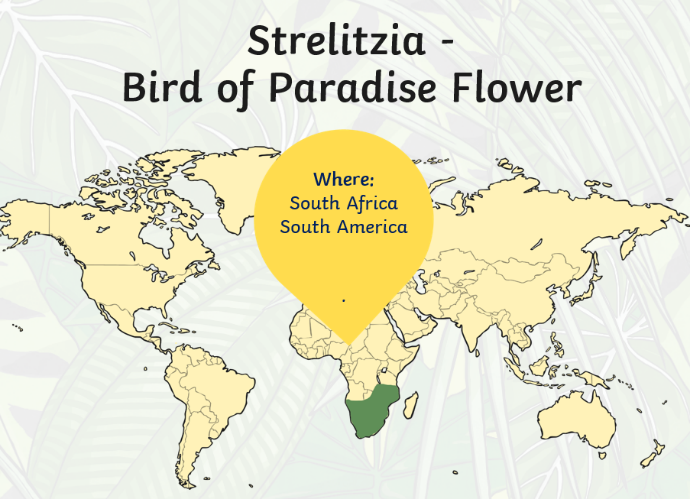 Strelitzia -
Bird of Paradise Flower
Where:
South Africa
South America